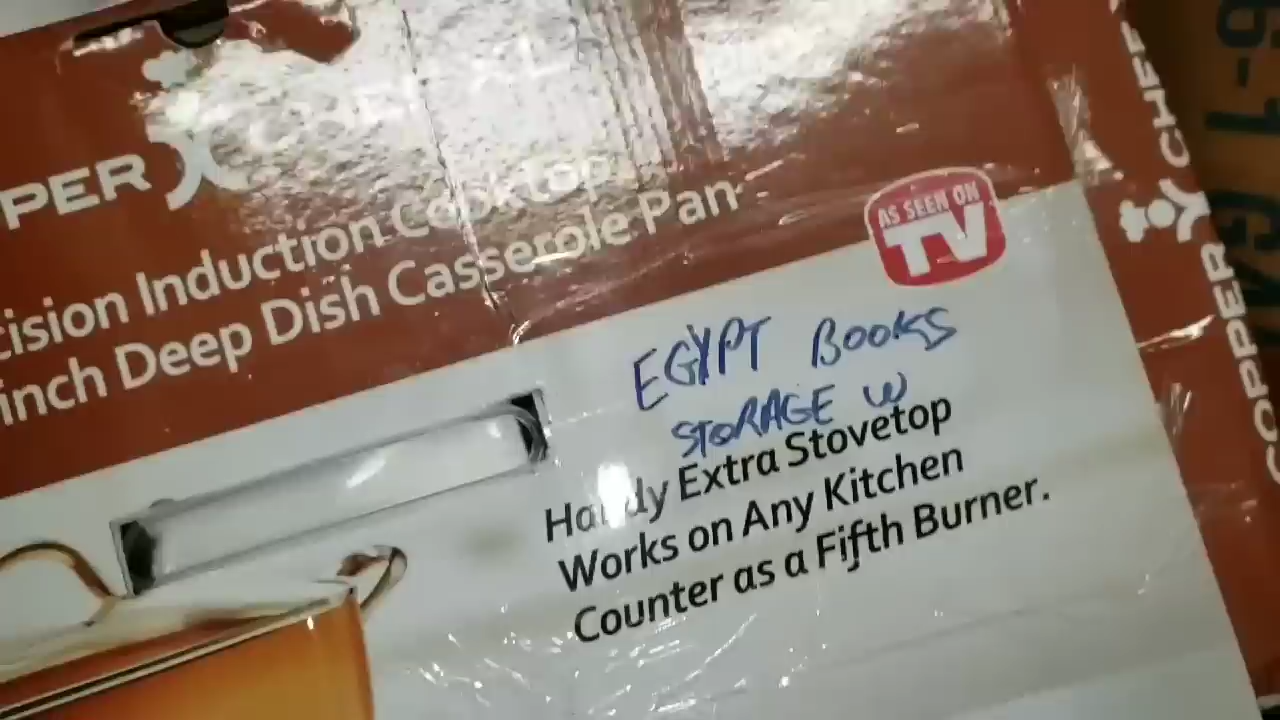 PER CHEF
cision Induction Cooktop
inch Deep Dish Casserole Pan
AS SEEN ON
TV
EGYPT BOOKS
STORAGE W
Handy Extra Stovetop
Works on Any Kitchen
Counter as a Fifth Burner.
COPPER CHEF